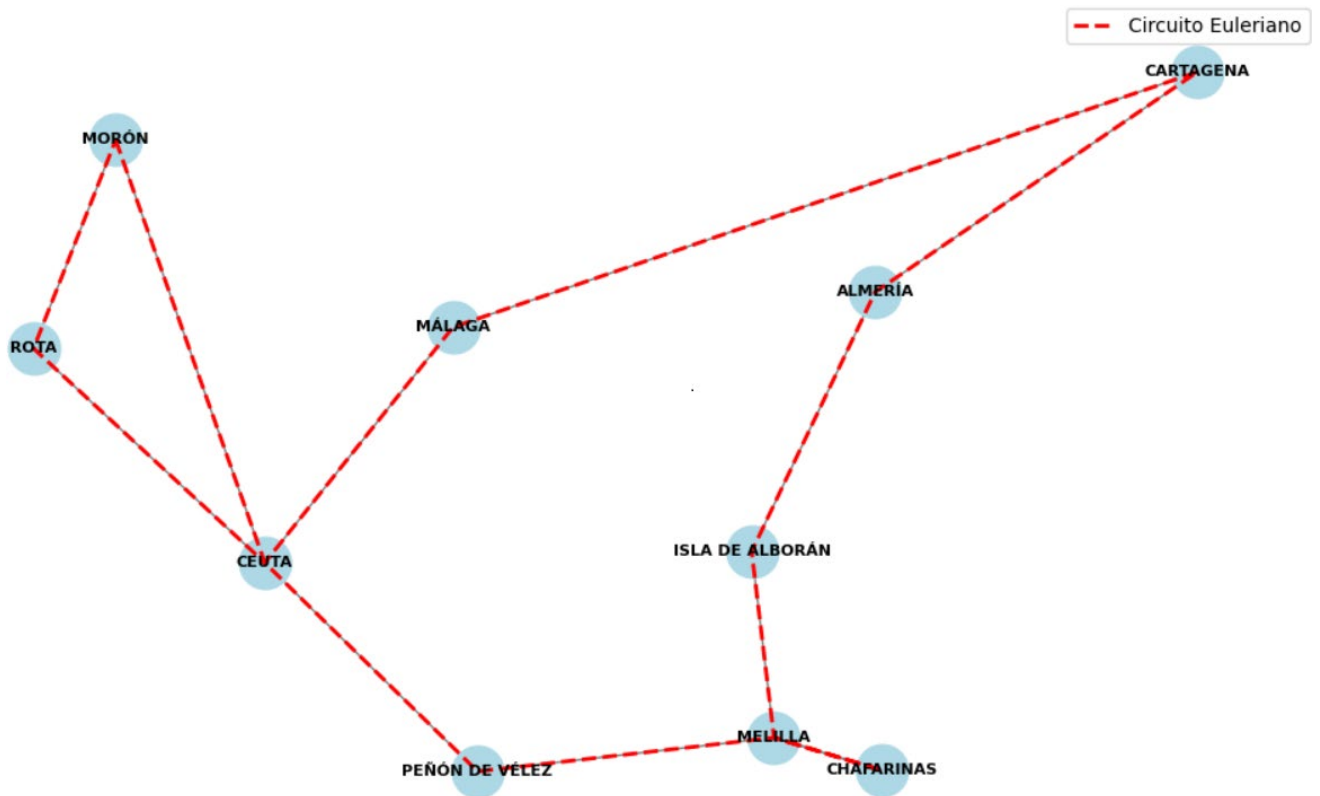 Circuito Euleriano
CARTAGENA
MORÓN
ALMERÍA
MÁLAGA
ROTA
ISLA DE ALBORÁN
CEUTA
MELILLA
PEÑÓN DE VÉLEZ
CHAFARINAS